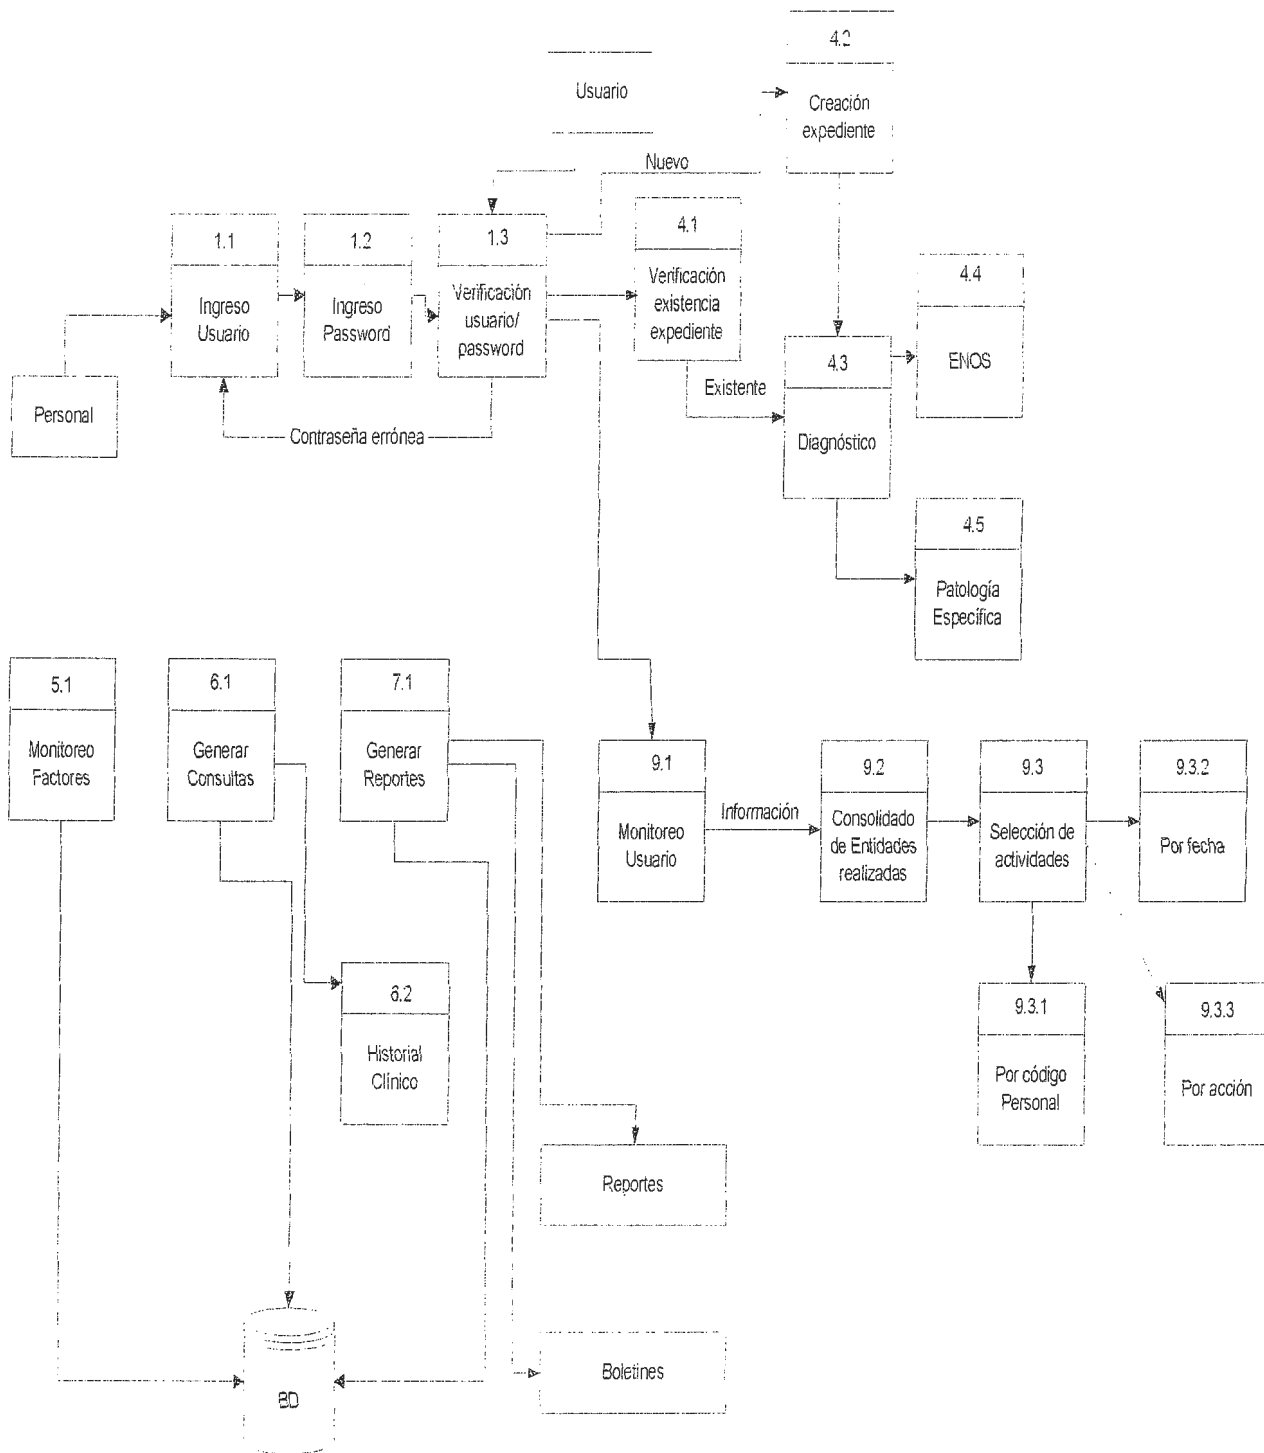 4.2
Usuario
Creación
expediente
Nuevo
1.1
1.2
1.3
4.1
Ingreso
Usuario
Ingreso
Password
Verificación
usuario/
password
Verificación
existencia
expediente
4.4
ENOS
4.3
Diagnóstico
Existente
Personal
Contraseña errónea
4.5
Patología
Específica
5.1
Monitoreo
Factores
6.1
Generar
Consultas
7.1
Generar
Reportes
9.1
Monitoreo
Usuario
Información
9.2
Consolidado
de Entidades
realizadas
9.3
Selección de
actividades
9.3.2
Por fecha
6.2
Historial
Clínico
9.3.1
Por código
Personal
9.3.3
Por acción
Reportes
Boletines
BD